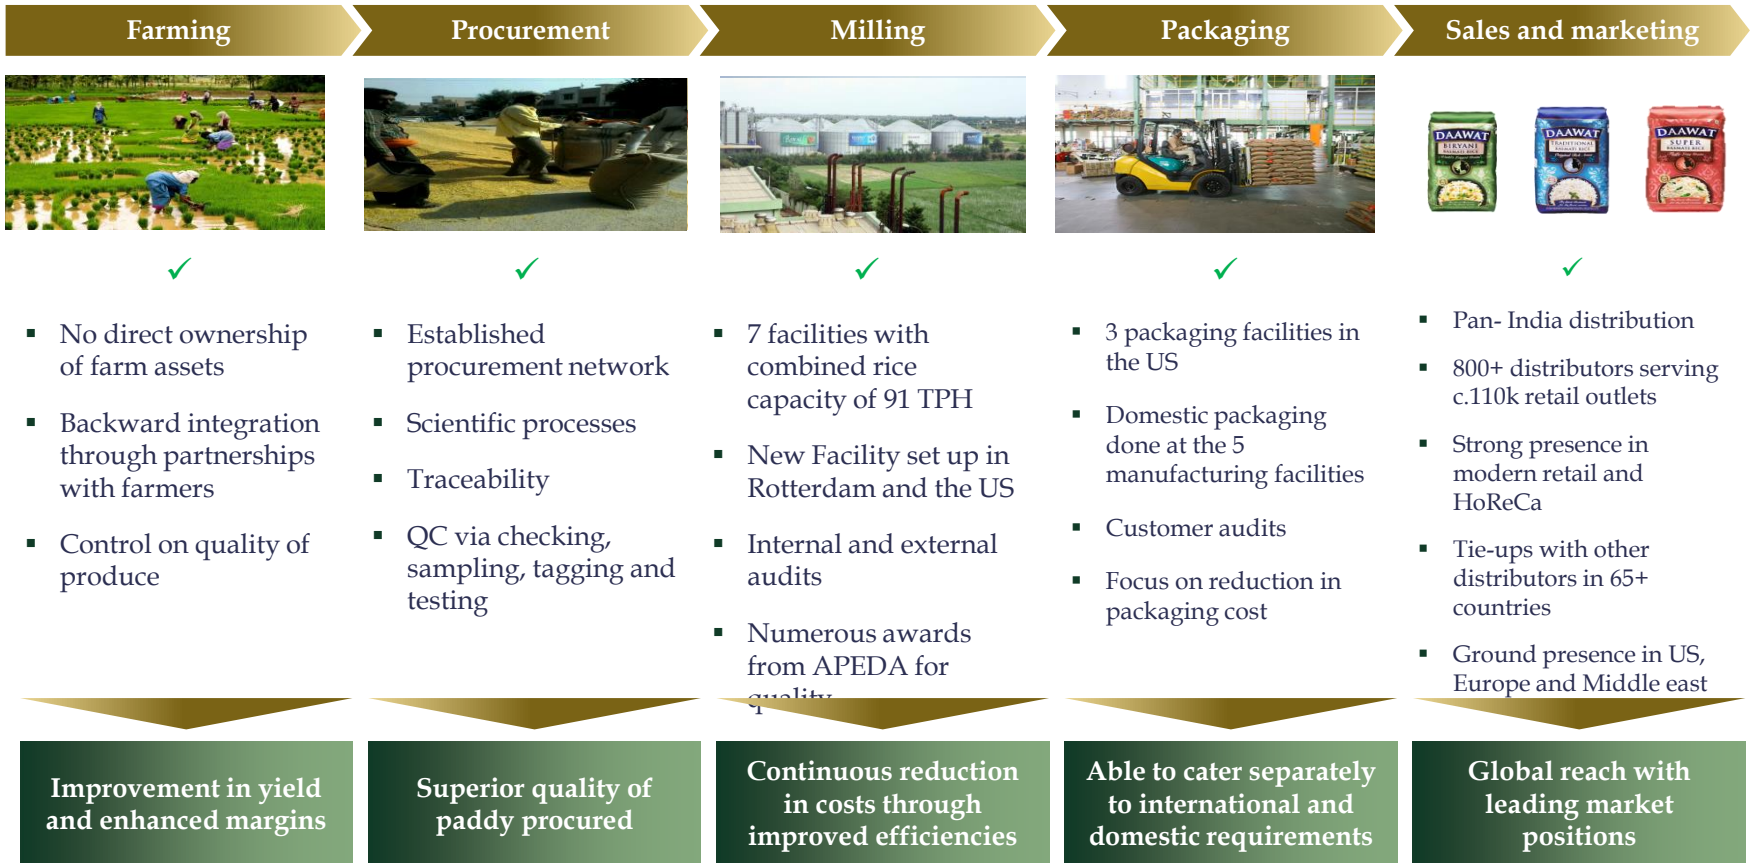 Farming
Procurement
Milling
Packaging
Sales and marketing
DAAWAT
BIRYANI
BASMATI RICE
DAAWAT
TRADITIONAL
BASMATI RICE
DAAWAT
SUPER
BASMATI RICE
No direct ownership
of farm assets
Backward integration
through partnerships
with farmers
Control on quality of
produce
Established
procurement network
Scientific processes
Traceability
QC via checking,
sampling, tagging and
testing
7 facilities with
combined rice
capacity of 91 TPH
New Facility set up in
Rotterdam and the US
Internal and external
audits
Numerous awards
from APEDA for
quality
3 packaging facilities in
the US
Domestic packaging
done at the 5
manufacturing facilities
Customer audits
Focus on reduction in
packaging cost
Pan- India distribution
800+ distributors serving
c.110k retail outlets
Strong presence in
modern retail and
HoReCa
Tie-ups with other
distributors in 65+
countries
Ground presence in US,
Europe and Middle east
Improvement in yield
and enhanced margins
Superior quality of
paddy procured
Continuous reduction
in costs through
improved efficiencies
Able to cater separately
to international and
domestic requirements
Global reach with
leading market
positions